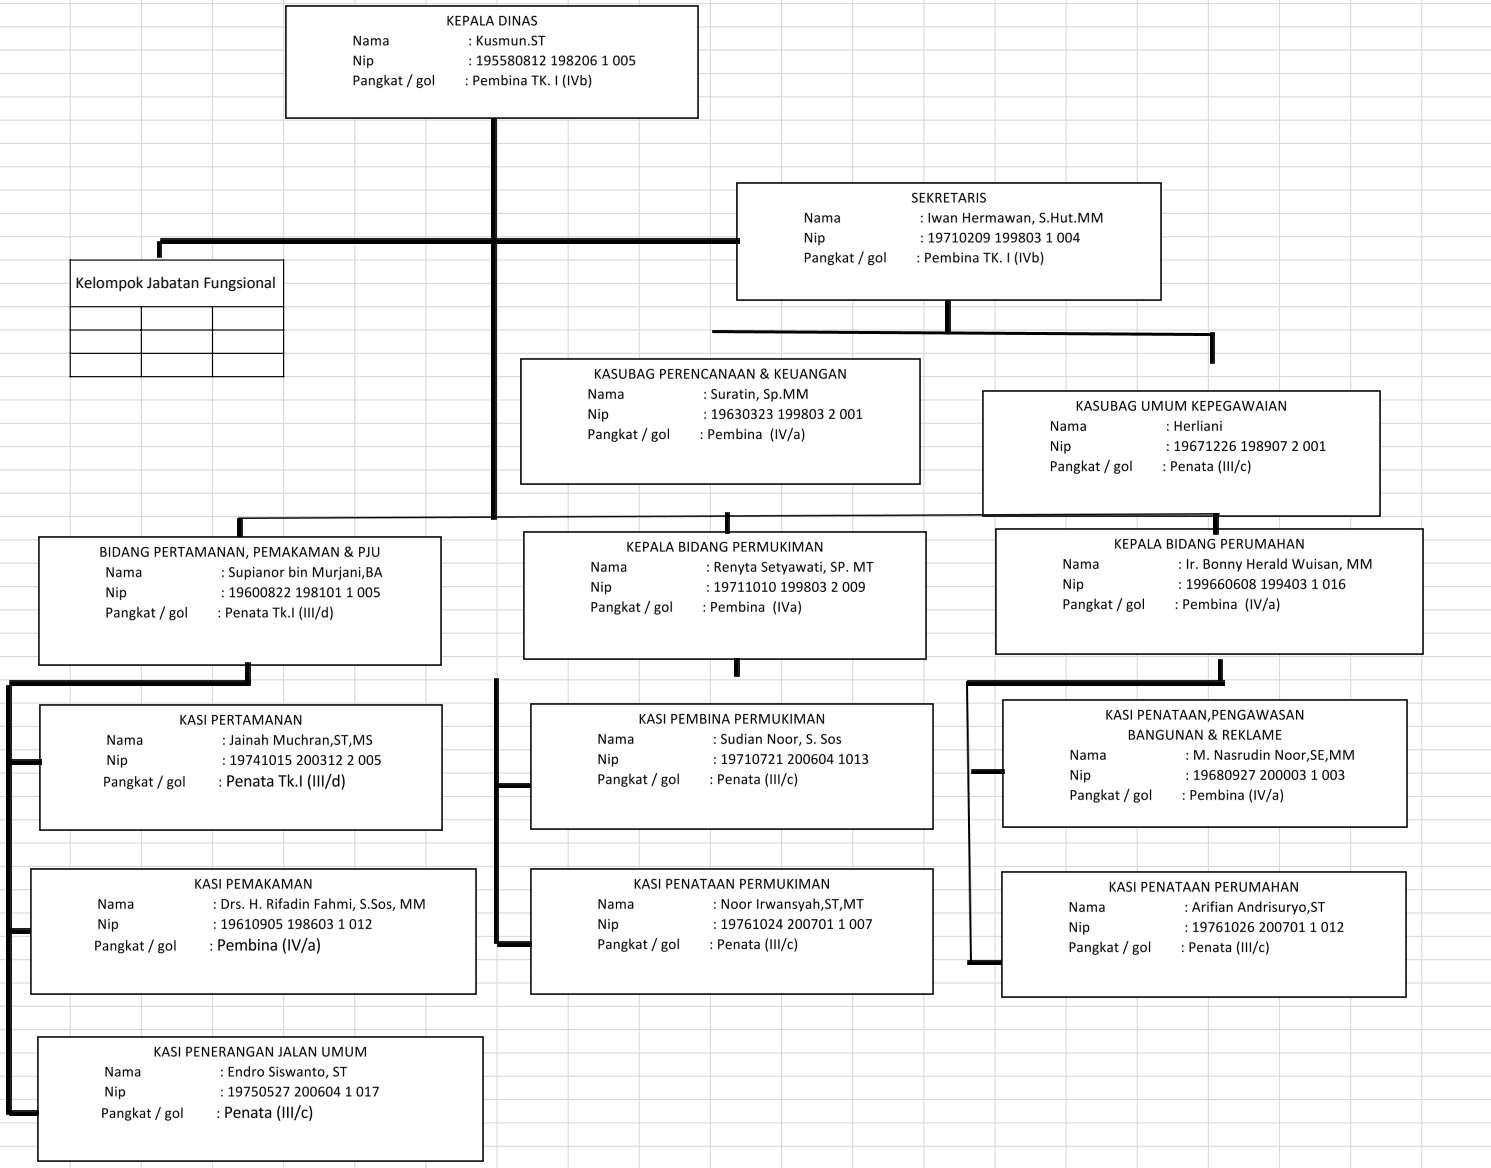 KEPALA DINAS
Nama : Kusmun.ST
Nip : 195580812 198206 1 005
Pangkat / gol : Pembina TK. I (IVb)
SEKRETARIS
Nama : Iwan Hermawan, S.Hut.MM
Nip : 19710209 199803 1 004
Pangkat / gol : Pembina TK. I (IVb)
Kelompok Jabatan Fungsional
KASUBAG PERENCANAAN & KEUANGAN
Nama : Suratin, Sp.MM
Nip : 19630323 199803 2 001
Pangkat / gol : Pembina (IV/a)
KASUBAG UMUM KEPEGAWAIAN
Nama : Herliani
Nip : 19671226 198907 2 001
Pangkat / gol : Penata (III/c)
BIDANG PERTAMANAN, PEMAKAMAN & PJU
Nama : Supianor bin Murjani,BA
Nip : 19600822 198101 1 005
Pangkat / gol : Penata Tk.I (III/d)
KEPALA BIDANG PERMUKIMAN
Nama : Renyta Setyawati, SP. MT
Nip : 19711010 199803 2 009
Pangkat / gol : Pembina (IVa)
KEPALA BIDANG PERUMAHAN
Nama : Ir. Bonny Herald Wuisan, MM
Nip : 199660608 199403 1 016
Pangkat / gol : Pembina (IV/a)
KASI PERTAMANAN
Nama : Jainah Muchran,ST,MS
Nip : 19741015 200312 2 005
Pangkat / gol : Penata Tk.I (III/d)
KASI PEMBINA PERMUKIMAN
Nama : Sudian Noor, S. Sos
Nip : 19710721 200604 1013
Pangkat / gol : Penata (III/c)
KASI PENATAAN,PENGAWASAN
BANGUNAN & REKLAME
Nama : M. Nasrudin Noor,SE,MM
Nip : 19680927 200003 1 003
Pangkat / gol : Pembina (IV/a)
KASI PEMAKAMAN
Nama : Drs. H. Rifadin Fahmi, S.Sos, MM
Nip : 19610905 198603 1 012
Pangkat / gol : Pembina (IV/a)
KASI PENATAAN PERMUKIMAN
Nama : Noor Irwansyah,ST,MT
Nip : 19761024 200701 1 007
Pangkat / gol : Penata (III/c)
KASI PENATAAN PERUMAHAN
Nama : Arifian Andrisuryo,ST
Nip : 19761026 200701 1 012
Pangkat / gol : Penata (III/c)
KASI PENERANGAN JALAN UMUM
Nama : Endro Siswanto, ST
Nip : 19750527 200604 1 017
Pangkat / gol : Penata (III/c)